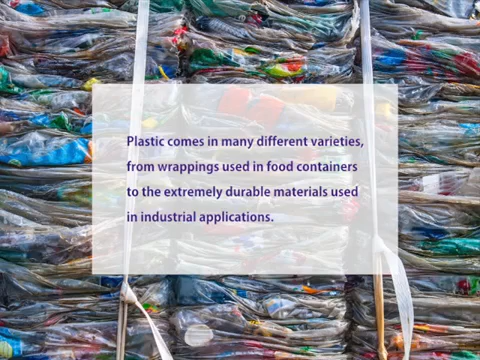 Plastic comes in many different varieties,
from wrappings used in food containers
to the extremely durable materials used
in industrial applications.